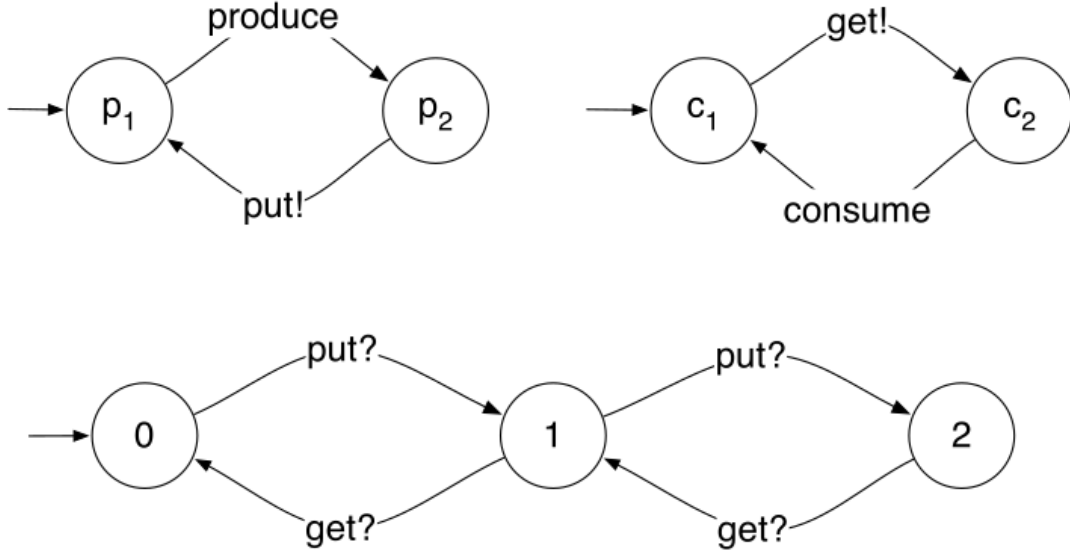 produce
get!
p₁
p₂
c₁
c₂
put!
consume
put?
put?
0
1
2
get?
get?